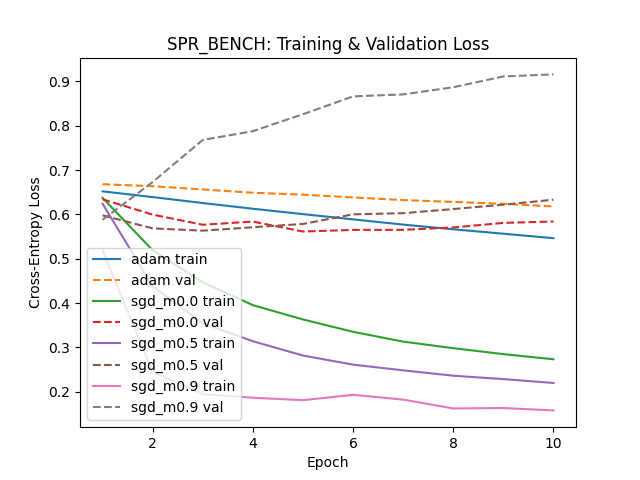 SPR_BENCH: Training & Validation Loss
Cross-Entropy Loss
0.9
0.8
0.7
0.6
0.5
0.4
0.3
0.2
adam train
adam val
sgd_m0.0 train
sgd_m0.0 val
sgd_m0.5 train
sgd_m0.5 val
sgd_m0.9 train
sgd_m0.9 val
2
4
6
8
10
Epoch